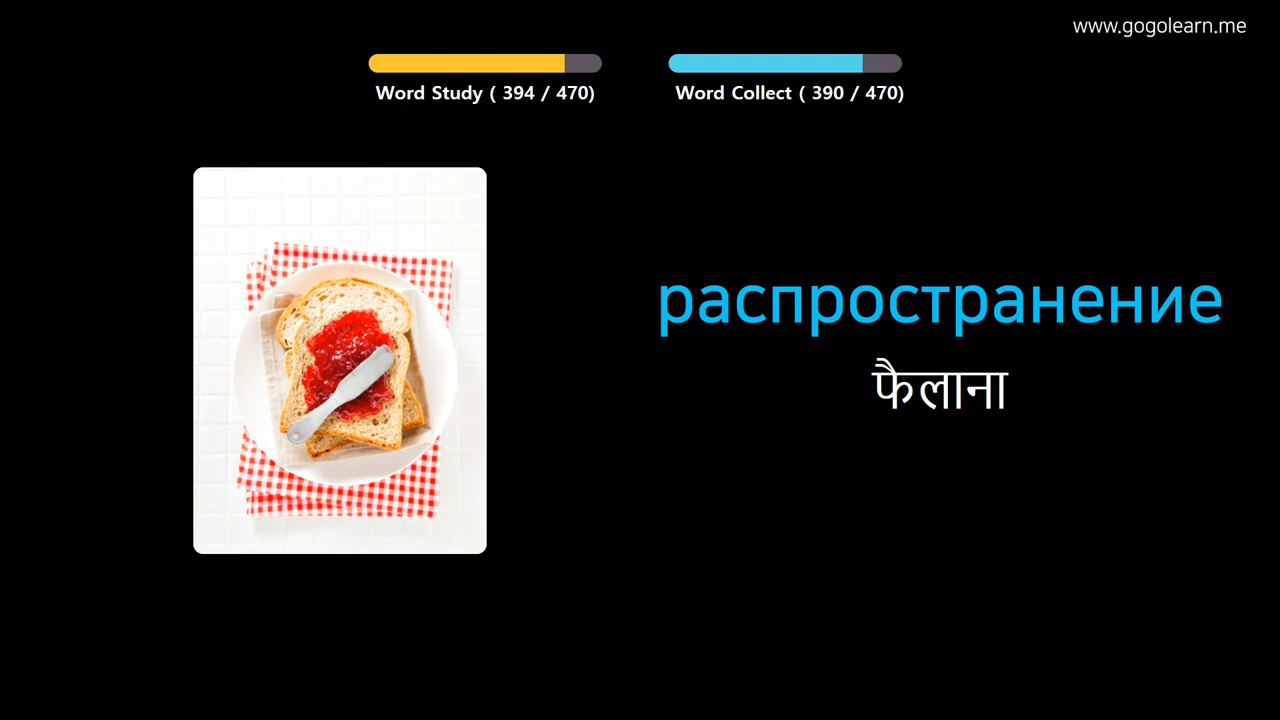 www.gogolearn.me
Word Study ( 394 / 470)
Word Collect ( 390 / 470)
распространение
फैलाना